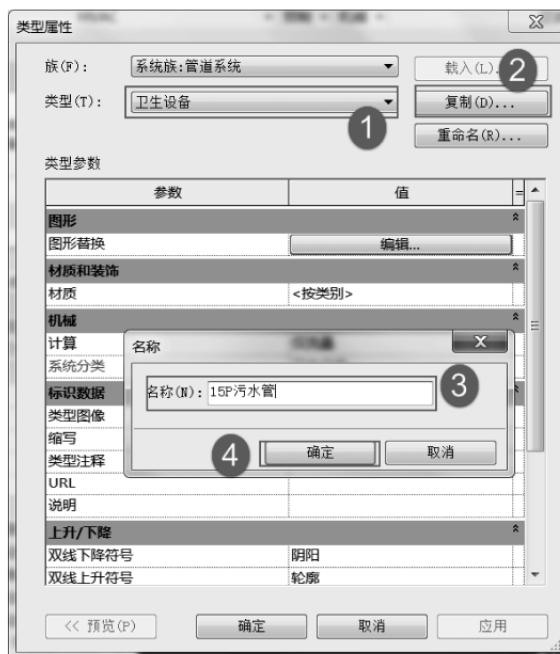 类型属性
族(F): 系统族:管道系统 载入(L)... 2
类型(T): 卫生设备 复制(D)...
1
重命名(R)...
类型参数
参数 值 =
图形
图形替换 编辑...
材质和装饰
材质 <按类别>
机械
计算
系统分类
标识数据
类型图像
缩写
类型注释
URL
说明
名称
名称(N): 15P污水管 3
4 确定 取消
上升/下降
双线下降符号 阴阳
双线上升符号 轮廓
<< 预览(P) 确定 取消 应用